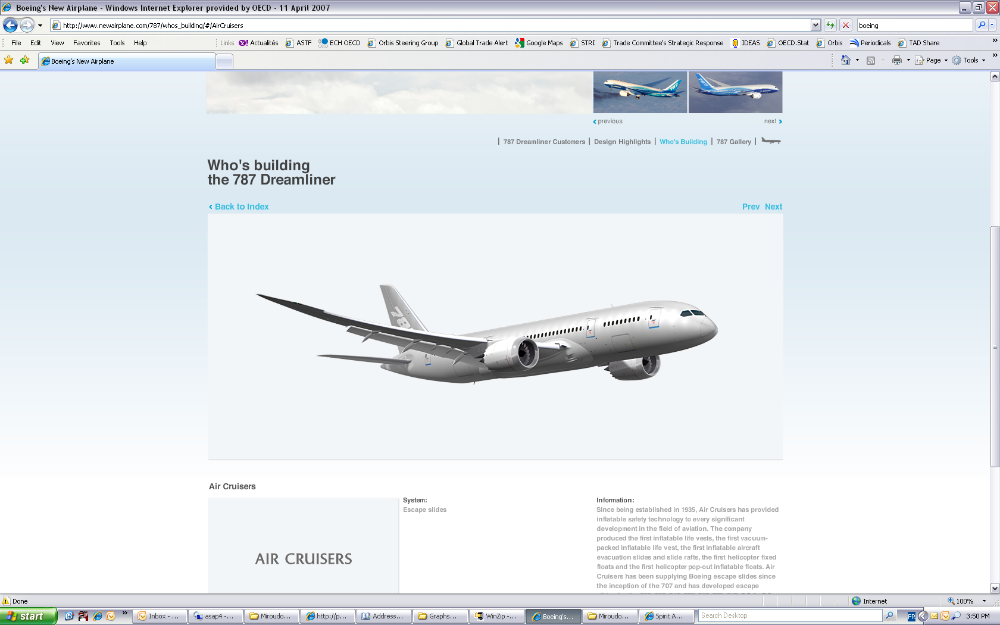 Boeing's New Airplane - Windows Internet Explorer provided by OECD - 11 April 2007
http://www.newairplane.com/787/whos_building/#/AirCruisers
boeing
File Edit View Favorites Tools Help
Links Actualités ASTF ECH OECD Orbis Steering Group Global Trade Alert Google Maps STRI Trade Committee's Strategic Response IDEAS OECD.Stat Orbis Periodicals TAD Share
Boeing's New Airplane
Page Tools
previous next
787 Dreamliner Customers | Design Highlights | Who's Building | 787 Gallery |
Who's building
the 787 Dreamliner
Back to Index
Prev Next
787
Air Cruisers
AIR CRUISERS
System:
Escape slides
Information:
Since being established in 1935, Air Cruisers has provided
inflatable safety technology to every significant
development in the field of aviation. The company
produced the first inflatable life vests, the first vacuum-
packed inflatable life vest, the first inflatable aircraft
evacuation slides and slide rafts, the first helicopter fixed
floats and the first helicopter pop-out inflatable floats. Air
Cruisers has been supplying Boeing escape slides since
the inception of the 707 and has developed escape
Done
Internet
100%
start
Inbox - ...
asap4 -...
Miroudo...
http://p...
Address...
Graphs...
WinZip -...
Boeing's...
Miroudo...
Spirit A...
Search Desktop
FR
3:50 PM